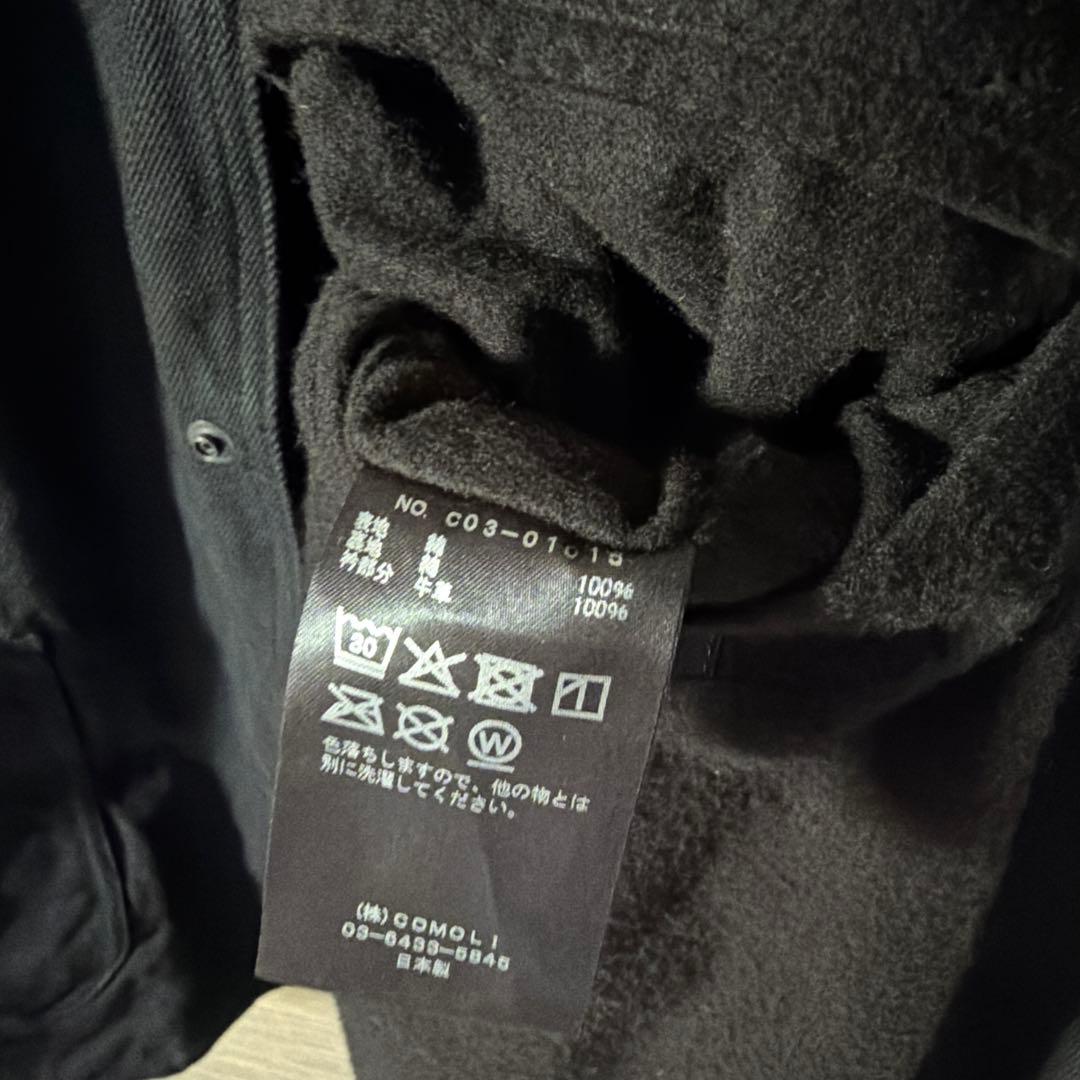 NO. C03-01015
表地 綿 100%
裏地 綿 100%
衿部分 牛革
30
W
色落ちしますので、他の物とは
別に洗濯してください。
(株)COMOLI
03-6433-5845
日本製